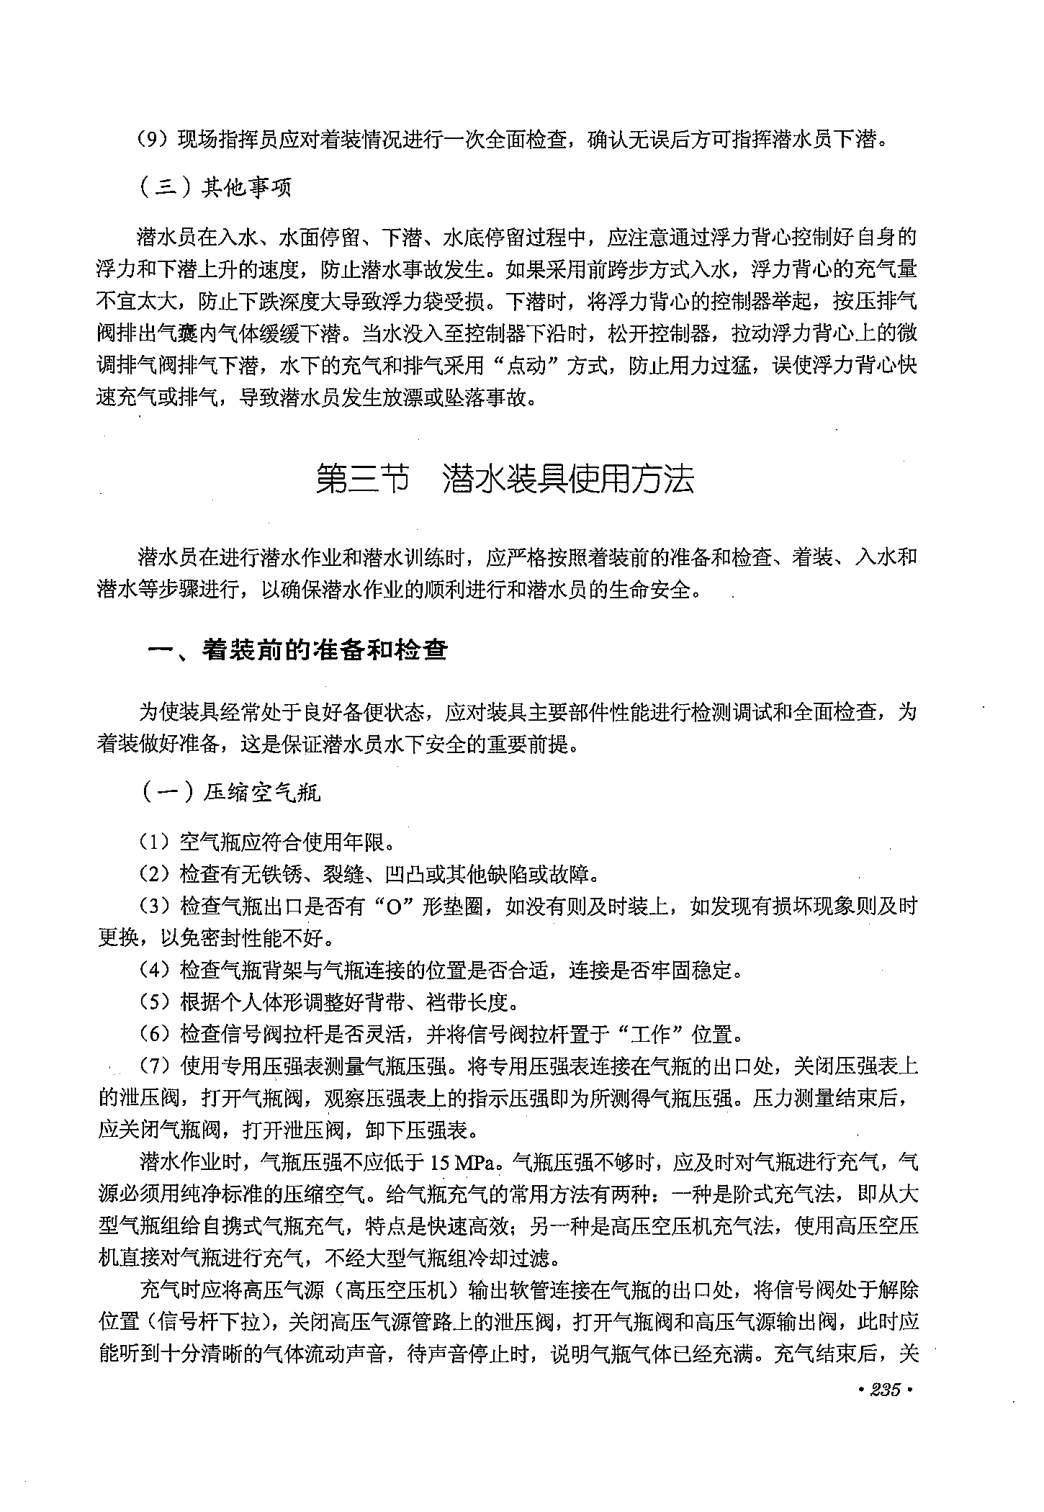 （9）现场指挥员应对着装情况进行一次全面检查，确认无误后方可指挥潜水员下潜。
（三）其他事项
潜水员在入水、水面停留、下潜、水底停留过程中，应注意通过浮力背心控制好自身的
浮力和下潜上升的速度，防止潜水事故发生。如果采用前跨步方式入水，浮力背心的充气量
不宜太大，防止下跌深度大导致浮力袋受损。下潜时，将浮力背心的控制器举起，按压排气
阀排出气囊内气体缓缓下潜。当水没入至控制器下沿时，松开控制器，拉动浮力背心上的微
调排气阀排气下潜，水下的充气和排气采用“点动”方式，防止用力过猛，误使浮力背心快
速充气或排气，导致潜水员发生放漂或坠落事故。
第三节 潜水装具使用方法
潜水员在进行潜水作业和潜水训练时，应严格按照着装前的准备和检查、着装、入水和
潜水等步骤进行，以确保潜水作业的顺利进行和潜水员的生命安全。
一、着装前的准备和检查
为使装具经常处于良好备便状态，应对装具主要部件性能进行检测调试和全面检查，为
着装做好准备，这是保证潜水员水下安全的重要前提。
（一）压缩空气瓶
（1）空气瓶应符合使用年限。
（2）检查有无铁锈、裂缝、凹凸或其他缺陷或故障。
（3）检查气瓶出口是否有“O”形垫圈，如没有则及时装上，如发现有损坏现象则及时
更换，以免密封性能不好。
（4）检查气瓶背架与气瓶连接的位置是否合适，连接是否牢固稳定。
（5）根据个人体形调整好背带、裆带长度。
（6）检查信号阀拉杆是否灵活，并将信号阀拉杆置于“工作”位置。
（7）使用专用压强表测量气瓶压强。将专用压强表连接在气瓶的出口处，关闭压强表上
的泄压阀，打开气瓶阀，观察压强表上的指示压强即为所测得气瓶压强。压力测量结束后，
应关闭气瓶阀，打开泄压阀，卸下压强表。
潜水作业时，气瓶压强不应低于 15 MPa。气瓶压强不够时，应及时对气瓶进行充气，气
源必须用纯净标准的压缩空气。给气瓶充气的常用方法有两种：一种是阶式充气法，即从大
型气瓶组给自携式气瓶充气，特点是快速高效；另一种是高压空压机充气法，使用高压空压
机直接对气瓶进行充气，不经大型气瓶组冷却过滤。
充气时应将高压气源（高压空压机）输出软管连接在气瓶的出口处，将信号阀处于解除
位置（信号杆下拉），关闭高压气源管路上的泄压阀，打开气瓶阀和高压气源输出阀，此时应
能听到十分清晰的气体流动声音，待声音停止时，说明气瓶气体已经充满。充气结束后，关
·235·